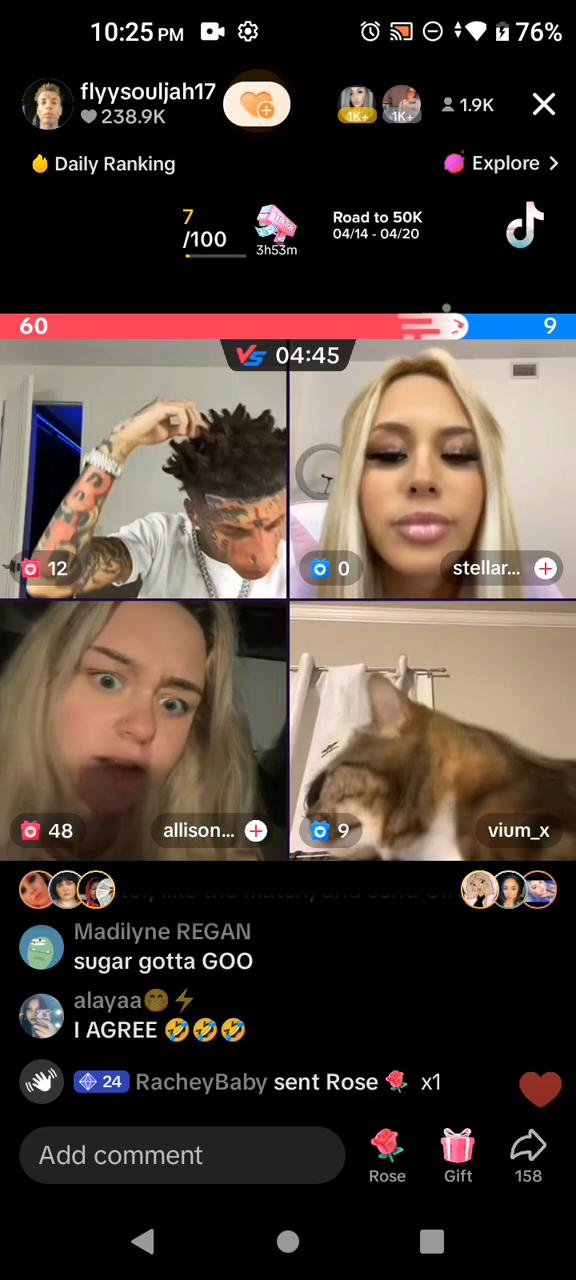 10:25 PM
76%
flyysouljah17
238.9K
1K+
1K+
1.9K
Daily Ranking
Explore
7
/100
TikTok
3h53m
Road to 50K
04/14 - 04/20
60
9
VS 04:45
12
0
stellar...
48
allison...
9
vium_x
Madilyne REGAN
sugar gotta GOO
alayaa🤭⚡
I AGREE 🤣🤣🤣
24 RacheyBaby sent Rose 🌹 x1
Add comment
Rose
Gift
158